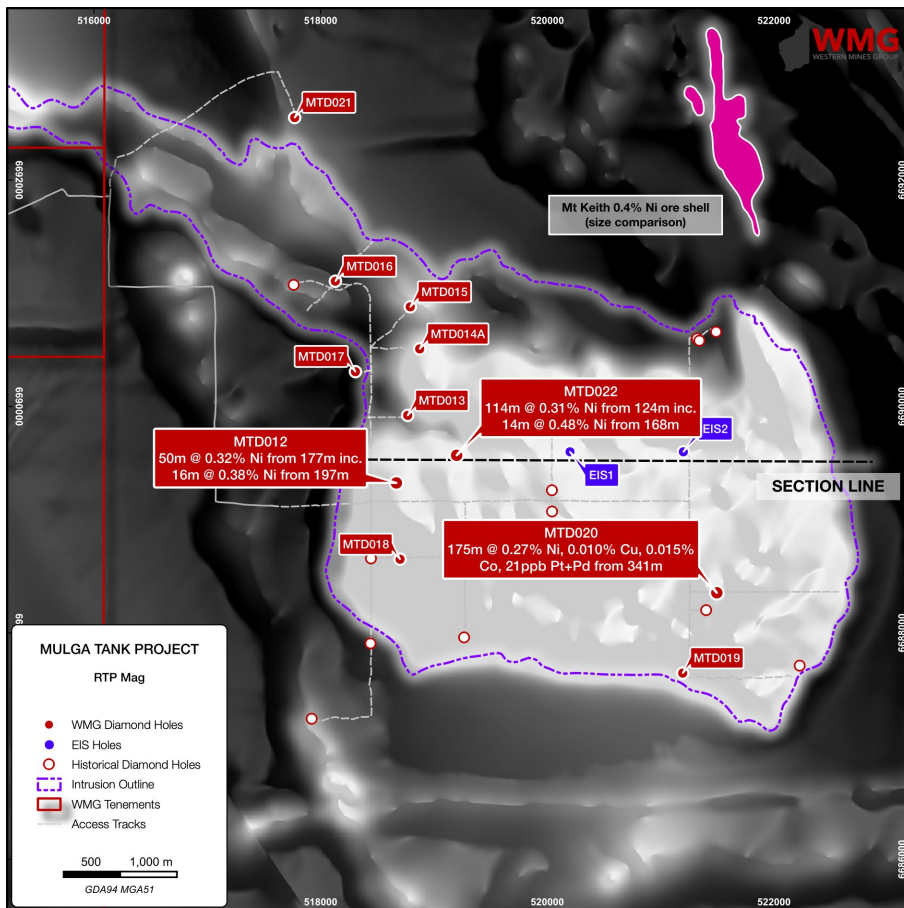 516000
518000
520000
522000
WMG
WESTERN MINES GROUP
MTD021
6692000
6692000
Mt Keith 0.4% Ni ore shell
(size comparison)
MTD016
MTD015
MTD014A
MTD017
MTD013
6690000
6690000
MTD022
114m @ 0.31% Ni from 124m inc.
14m @ 0.48% Ni from 168m
MTD012
50m @ 0.32% Ni from 177m inc.
16m @ 0.38% Ni from 197m
EIS2
EIS1
SECTION LINE
MTD020
175m @ 0.27% Ni, 0.010% Cu, 0.015%
Co, 21ppb Pt+Pd from 341m
MTD018
6688000
MTD019
MULGA TANK PROJECT
RTP Mag
WMG Diamond Holes
EIS Holes
Historical Diamond Holes
Intrusion Outline
WMG Tenements
Access Tracks
500 1,000 m
GDA94 MGA51
6686000
518000
520000
522000